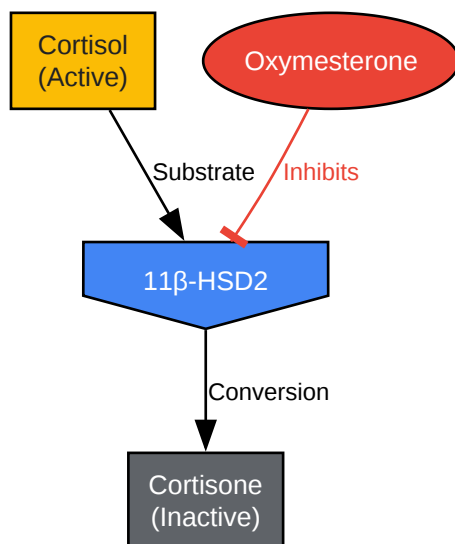 Cortisol
(Active)
Oxymesterone
Substrate
Inhibits
11β-HSD2
Conversion
Cortisone
(Inactive)